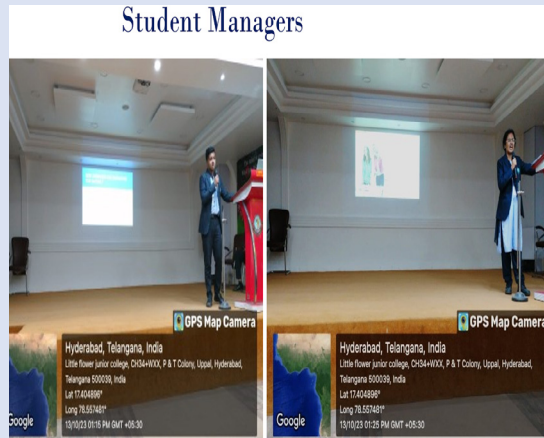 Student Managers
GPS Map Camera
Hyderabad, Telangana, India
Little flower junior college, CH34+WXX, P & T Colony, Uppal, Hyderabad,
Telangana 500039, India
Lat 17.404896°
Long 78.557481°
13/10/23 01:15 PM GMT +05:30
Google
GPS Map Camera
Hyderabad, Telangana, India
Little flower junior college, CH34+WXX, P & T Colony, Uppal, Hyderabad,
Telangana 500039, India
Lat 17.404896°
Long 78.557481°
13/10/23 01:25 PM GMT +05:30
Google